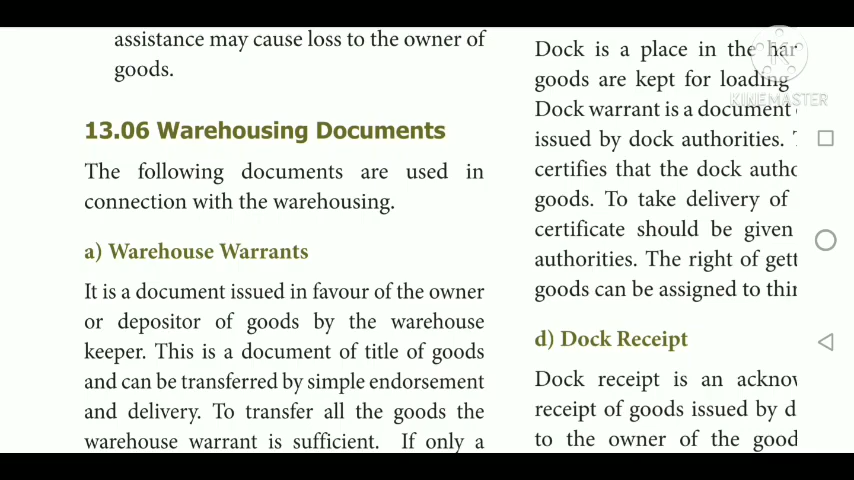 assistance may cause loss to the owner of
goods.
13.06 Warehousing Documents
The following documents are used in
connection with the warehousing.
a) Warehouse Warrants
It is a document issued in favour of the owner
or depositor of goods by the warehouse
keeper. This is a document of title of goods
and can be transferred by simple endorsement
and delivery. To transfer all the goods the
warehouse warrant is sufficient. If only a
Dock is a place in the har
goods are kept for loading
Dock warrant is a document
issued by dock authorities.
certifies that the dock autho
goods. To take delivery of
certificate should be given
authorities. The right of gett
goods can be assigned to thir
d) Dock Receipt
Dock receipt is an acknow
receipt of goods issued by d
to the owner of the good
KINEMASTER